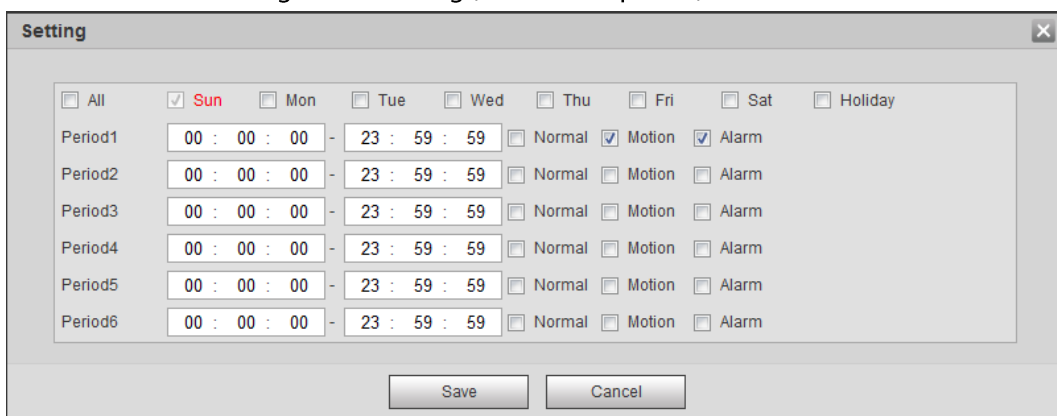 Setting
All Sun Mon Tue Wed Thu Fri Sat Holiday
Period1 00 : 00 : 00 - 23 : 59 : 59 Normal Motion Alarm
Period2 00 : 00 : 00 - 23 : 59 : 59 Normal Motion Alarm
Period3 00 : 00 : 00 - 23 : 59 : 59 Normal Motion Alarm
Period4 00 : 00 : 00 - 23 : 59 : 59 Normal Motion Alarm
Period5 00 : 00 : 00 - 23 : 59 : 59 Normal Motion Alarm
Period6 00 : 00 : 00 - 23 : 59 : 59 Normal Motion Alarm
Save Cancel